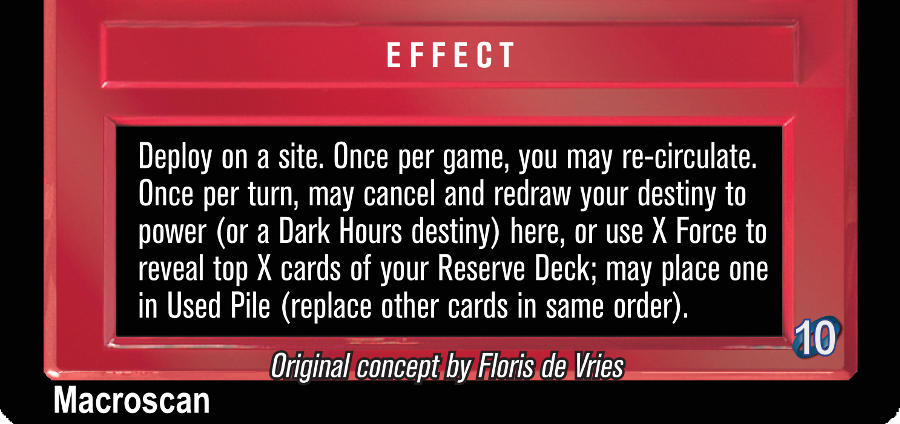 EFFECT
Deploy on a site. Once per game, you may re-circulate.
Once per turn, may cancel and redraw your destiny to
power (or a Dark Hours destiny) here, or use X Force to
reveal top X cards of your Reserve Deck; may place one
in Used Pile (replace other cards in same order).
10
Original concept by Floris de Vries
Macroscan